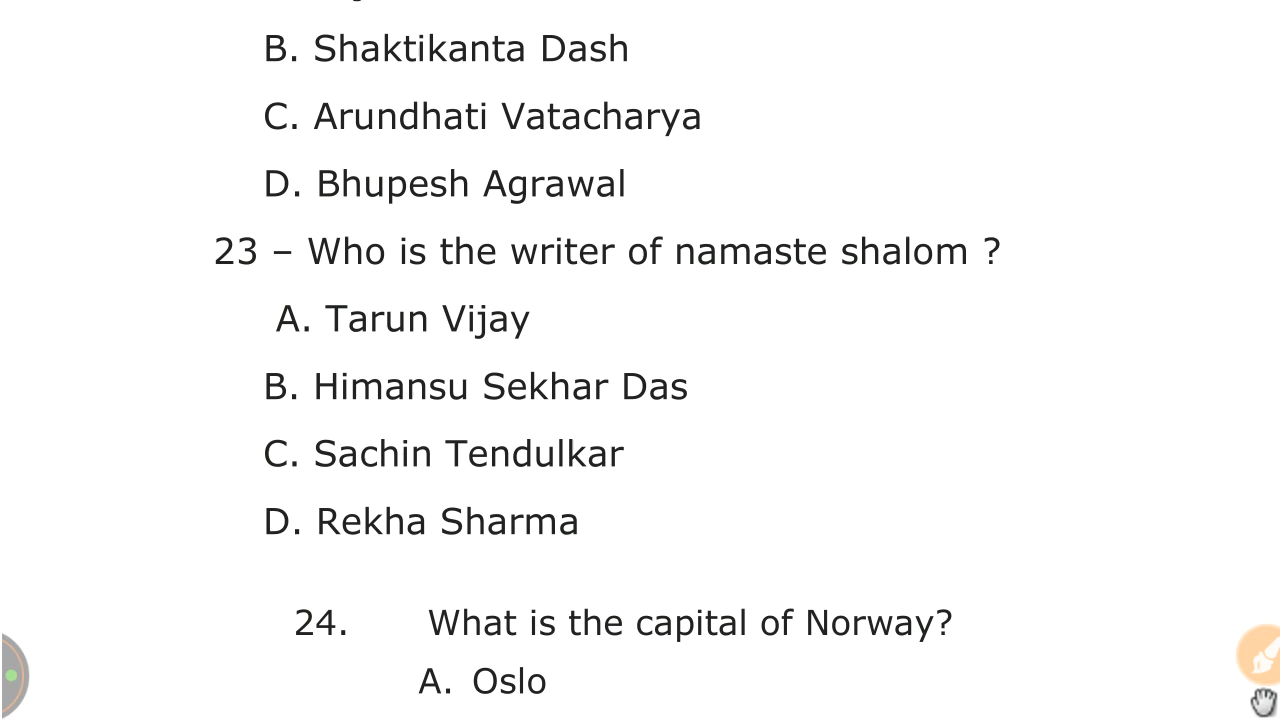 B. Shaktikanta Dash
C. Arundhati Vatacharya
D. Bhupesh Agrawal
23 – Who is the writer of namaste shalom ?
A. Tarun Vijay
B. Himansu Sekhar Das
C. Sachin Tendulkar
D. Rekha Sharma
24. What is the capital of Norway?
A. Oslo